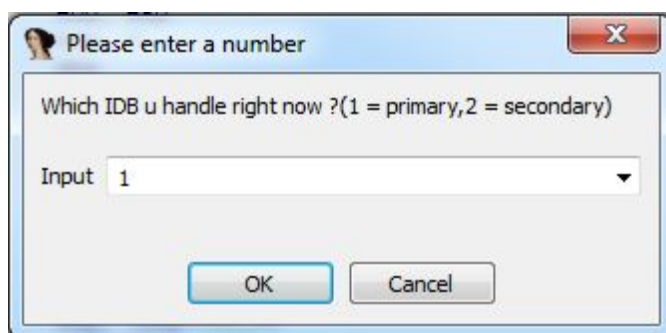 Please enter a number
Which IDB u handle right now ?(1 = primary,2 = secondary)
Input 1
OK Cancel